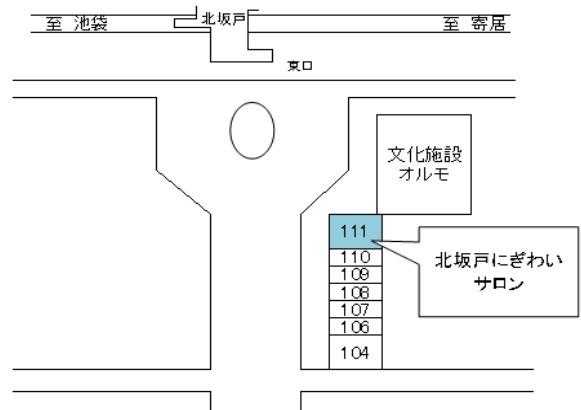 至 池袋
北坂戸
至 寄居
東口
文化施設
オルモ
111
110
109
108
107
106
104
北坂戸にぎわい
サロン